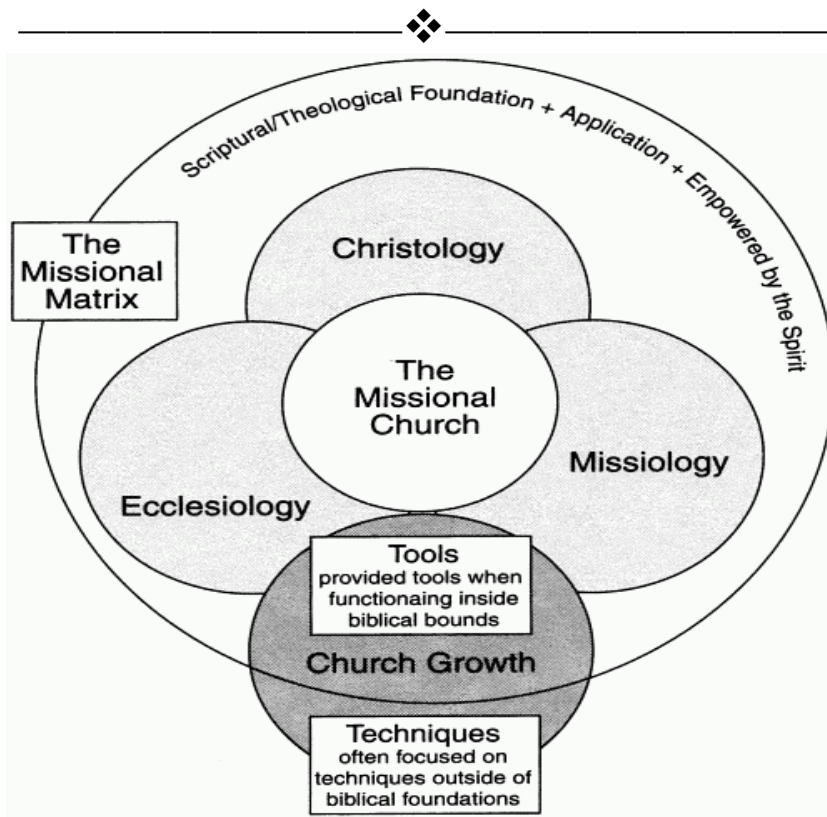 Scriptural/Theological Foundation + Application + Empowered by the Spirit
The
Missional
Matrix
Christology
The
Missional
Church
Missiology
Ecclesiology
Tools
provided tools when
functionaing inside
biblical bounds
Church Growth
Techniques
often focused on
techniques outside of
biblical foundations